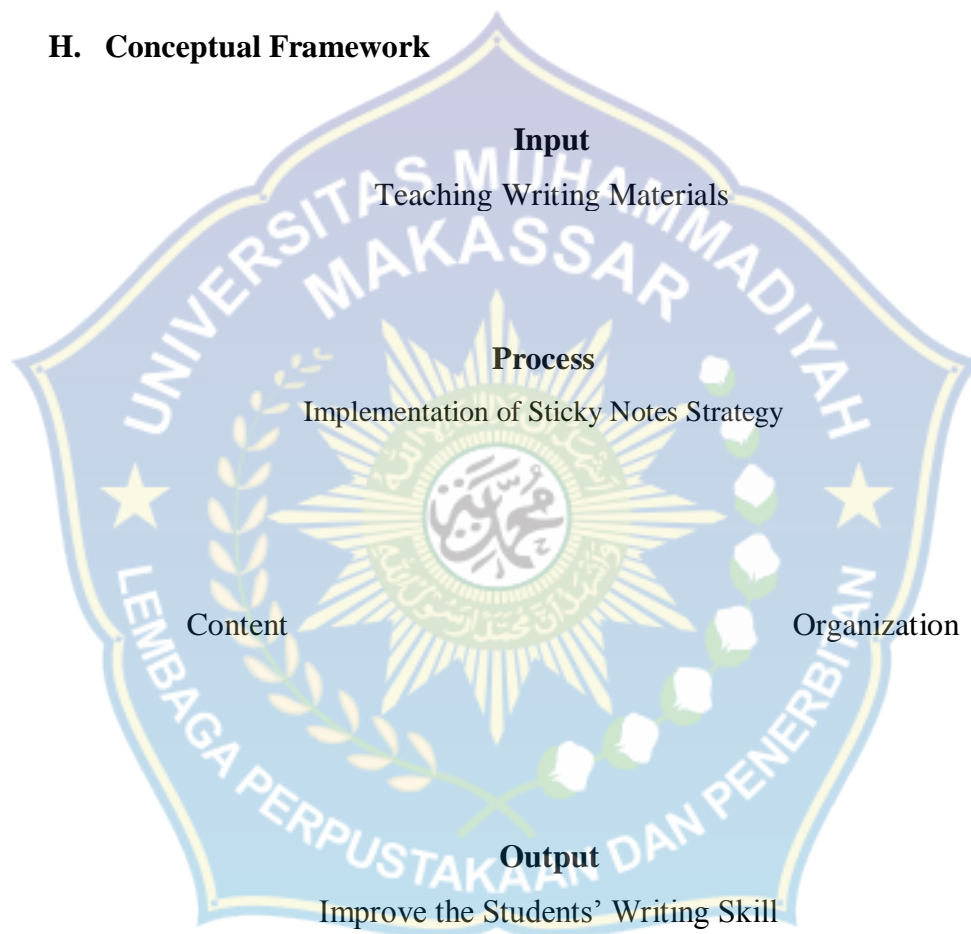 H. Conceptual Framework
Input
Teaching Writing Materials
UNIVERSITAS MUHAMMADIYAH
MAKASSAR
Process
Implementation of Sticky Notes Strategy
Content
Organization
LEMBAGA PERPUSTAKAAN DAN PENERBITAN
Output
Improve the Students’ Writing Skill